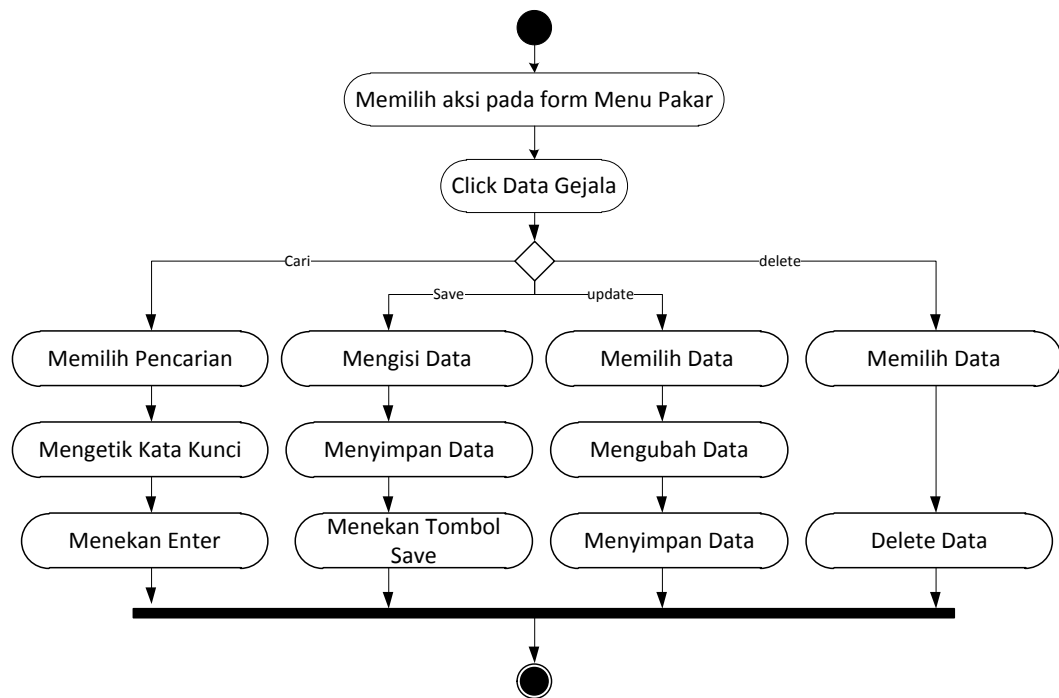 Memilih aksi pada form Menu Pakar
Click Data Gejala
Cari
delete
Save
update
Memilih Pencarian
Mengisi Data
Memilih Data
Memilih Data
Mengetik Kata Kunci
Menyimpan Data
Mengubah Data
Menekan Enter
Menekan Tombol
Save
Menyimpan Data
Delete Data